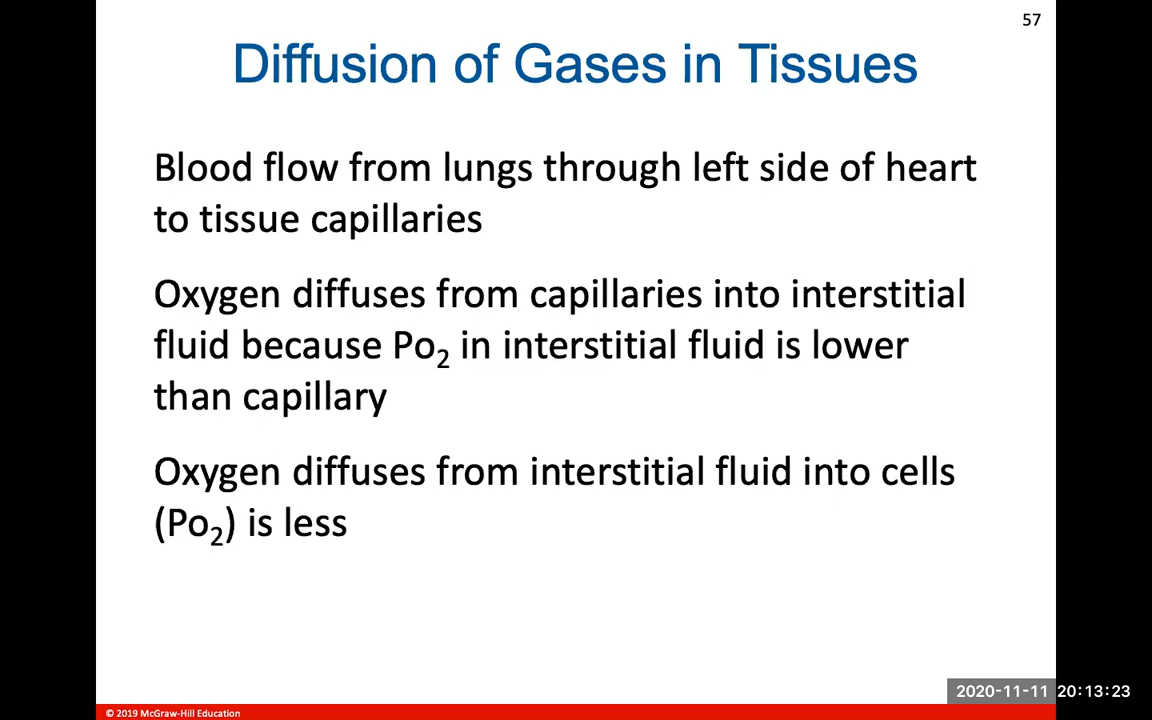 57
Diffusion of Gases in Tissues
Blood flow from lungs through left side of heart
to tissue capillaries
Oxygen diffuses from capillaries into interstitial
fluid because Po₂ in interstitial fluid is lower
than capillary
Oxygen diffuses from interstitial fluid into cells
(Po₂) is less
2020-11-11 20:13:23
© 2019 McGraw-Hill Education